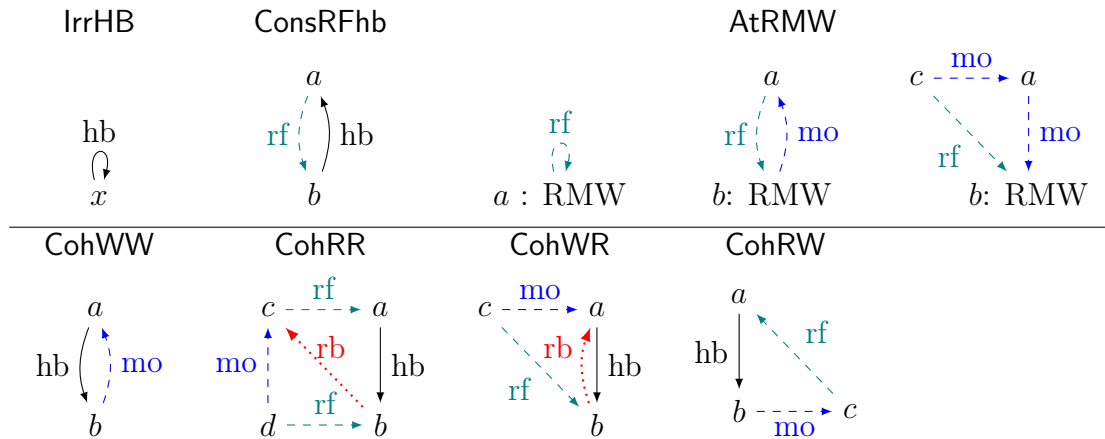 IrrHB ConsRFhb AtRMW
a c mo a
hb rf hb rf rf mo rf mo
x b a : RMW b: RMW b: RMW
CohWW CohRR CohWR CohRW
a c rf a c mo a a
hb mo mo rb hb rf rb hb hb rf
b d rf b b b mo c